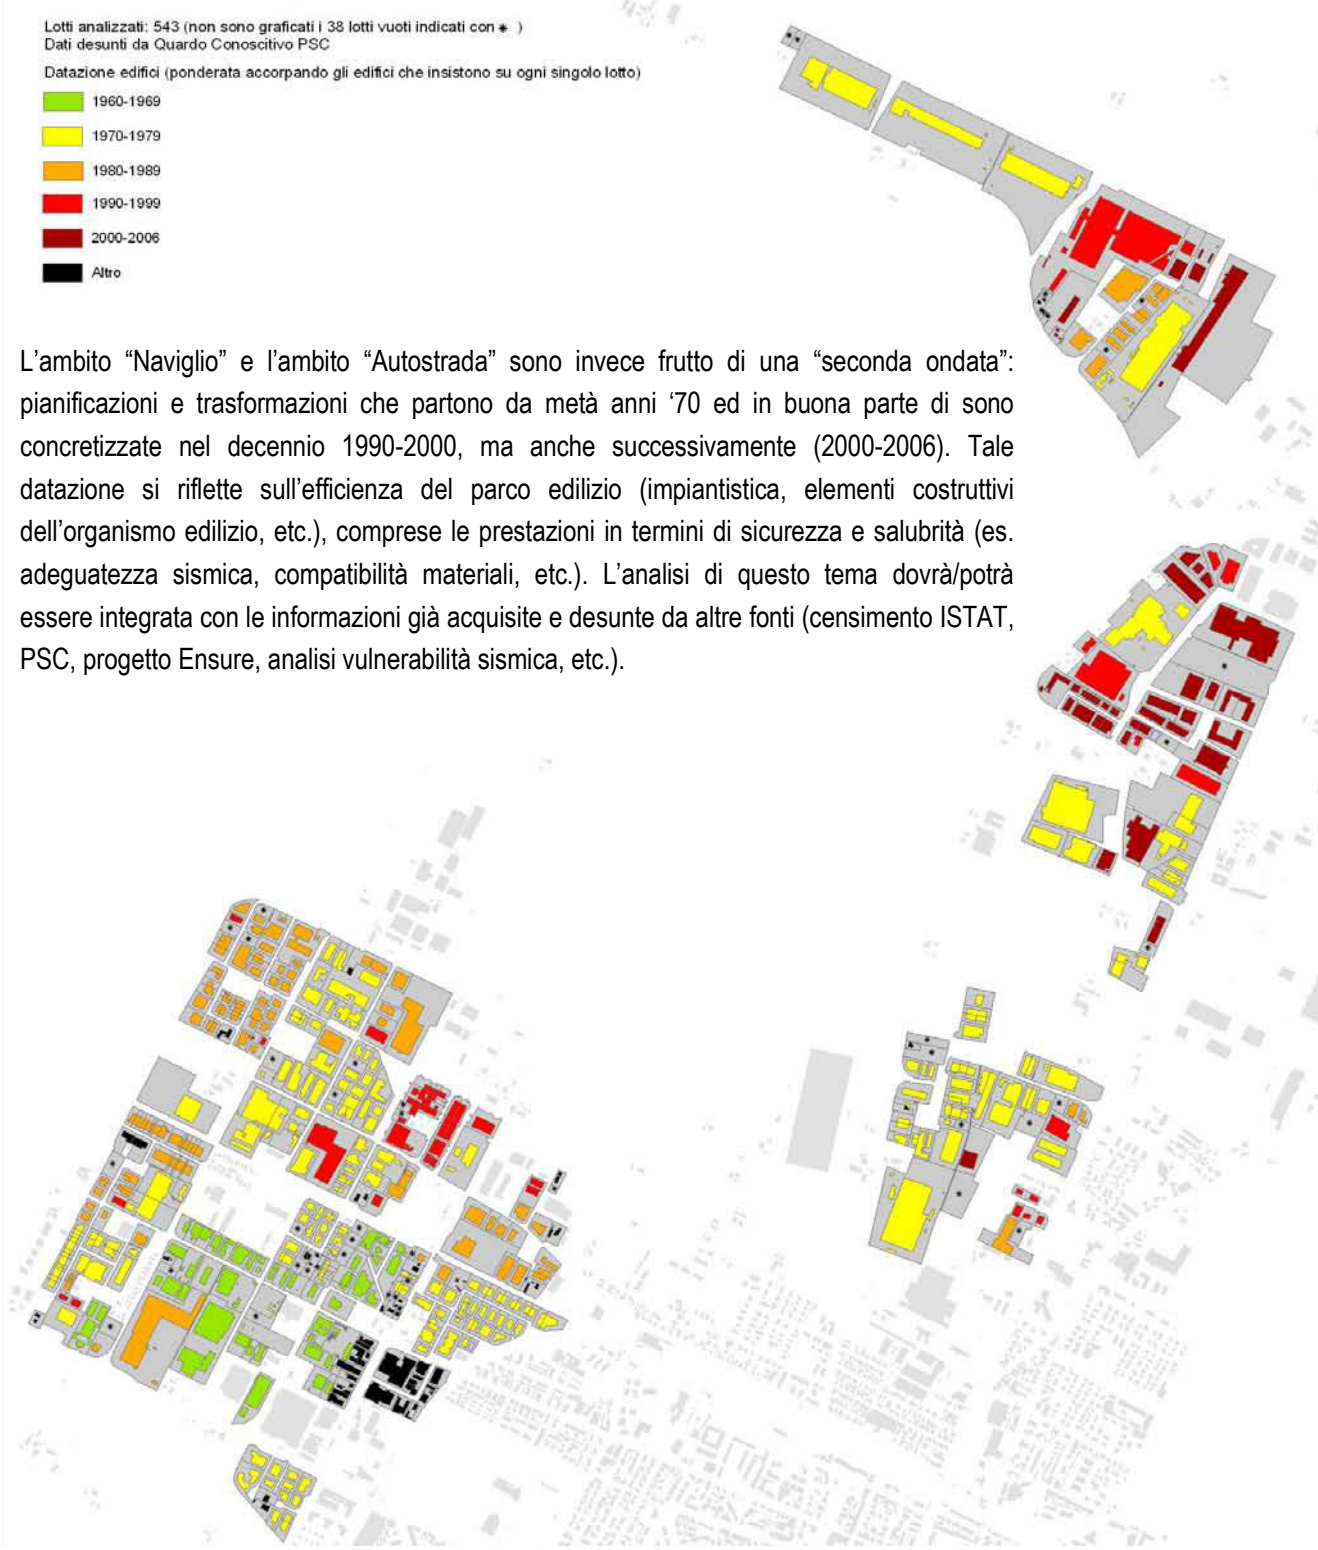 Lotti analizzati: 543 (non sono graficati i 38 lotti vuoti indicati con * )
Dati desunti da Quardo Conoscitivo PSC
Datazione edifici (ponderata accorpando gli edifici che insistono su ogni singolo lotto)
1960-1969
1970-1979
1980-1989
1990-1999
2000-2006
Altro
L’ambito “Naviglio” e l’ambito “Autostrada” sono invece frutto di una “seconda ondata”:
pianificazioni e trasformazioni che partono da metà anni ‘70 ed in buona parte di sono
concretizzate nel decennio 1990-2000, ma anche successivamente (2000-2006). Tale
datazione si riflette sull’efficienza del parco edilizio (impiantistica, elementi costruttivi
dell’organismo edilizio, etc.), comprese le prestazioni in termini di sicurezza e salubrità (es.
adeguatezza sismica, compatibilità materiali, etc.). L’analisi di questo tema dovrà/potrà
essere integrata con le informazioni già acquisite e desunte da altre fonti (censimento ISTAT,
PSC, progetto Ensure, analisi vulnerabilità sismica, etc.).